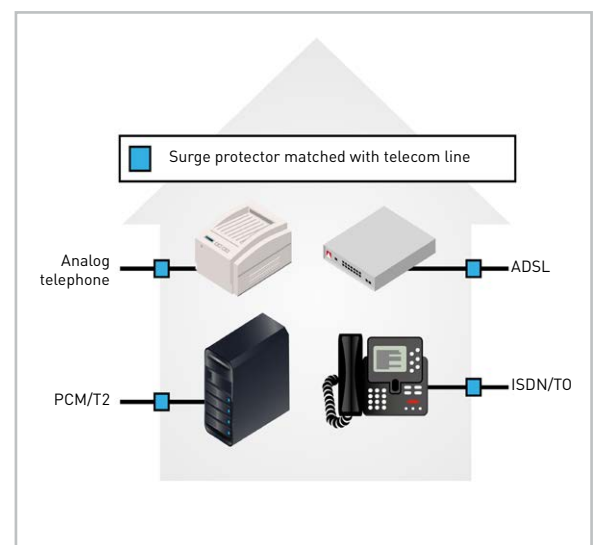 Surge protector matched with telecom line
Analog
telephone
ADSL
PCM/T2
ISDN/T0